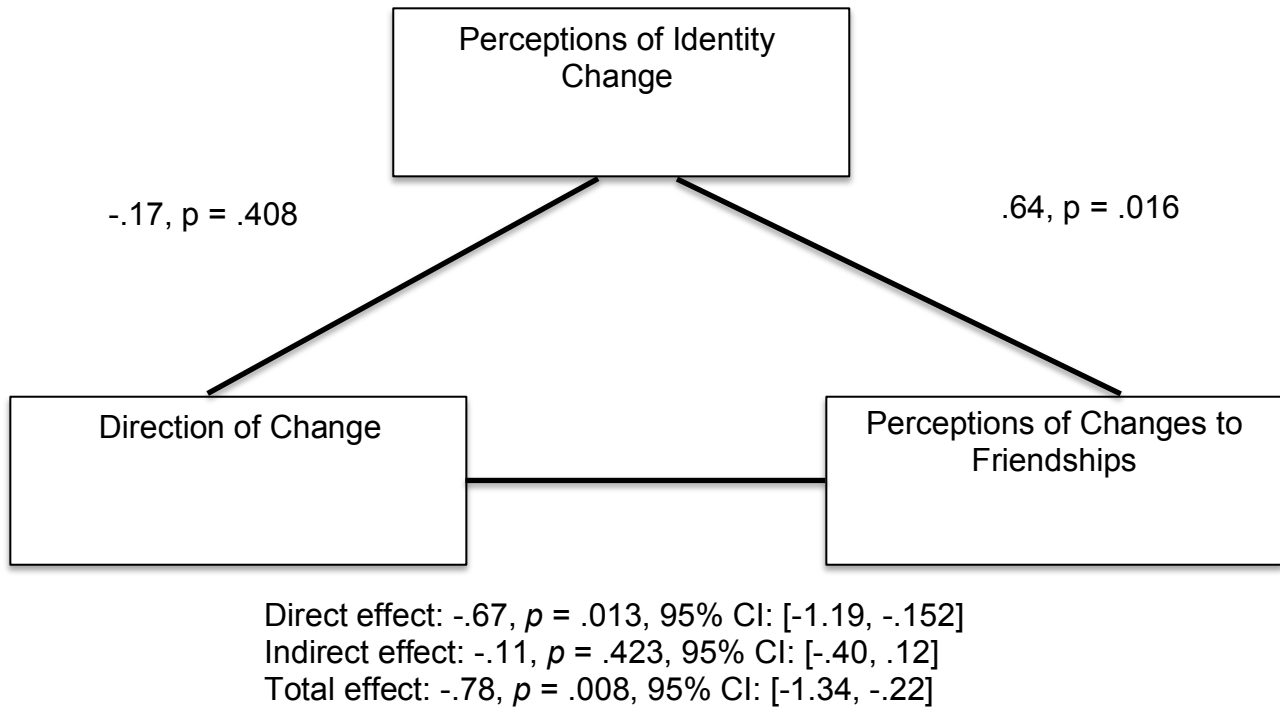 Perceptions of Identity
Change
-.17, p = .408
.64, p = .016
Direction of Change
Perceptions of Changes to
Friendships
Direct effect: -.67, p = .013, 95% CI: [-1.19, -.152]
Indirect effect: -.11, p = .423, 95% CI: [-.40, .12]
Total effect: -.78, p = .008, 95% CI: [-1.34, -.22]